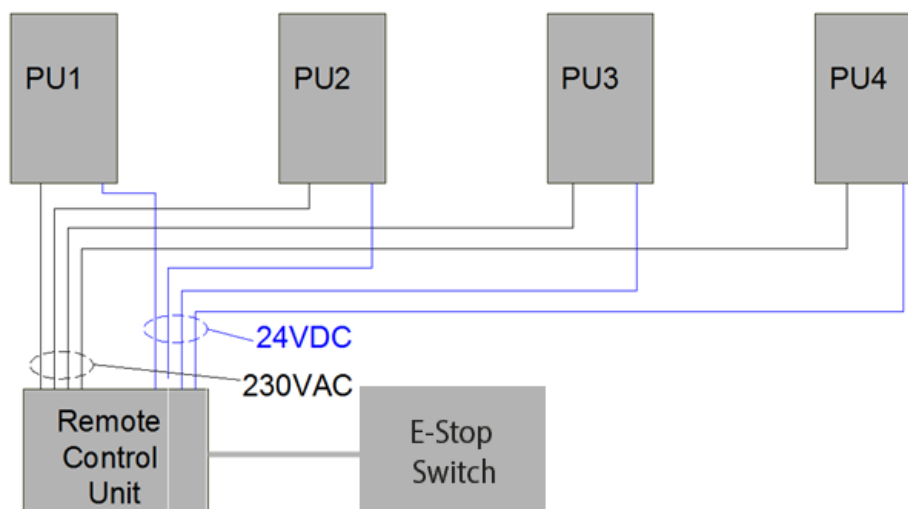 PU1
PU2
PU3
PU4
24VDC
230VAC
Remote
Control
Unit
E-Stop
Switch